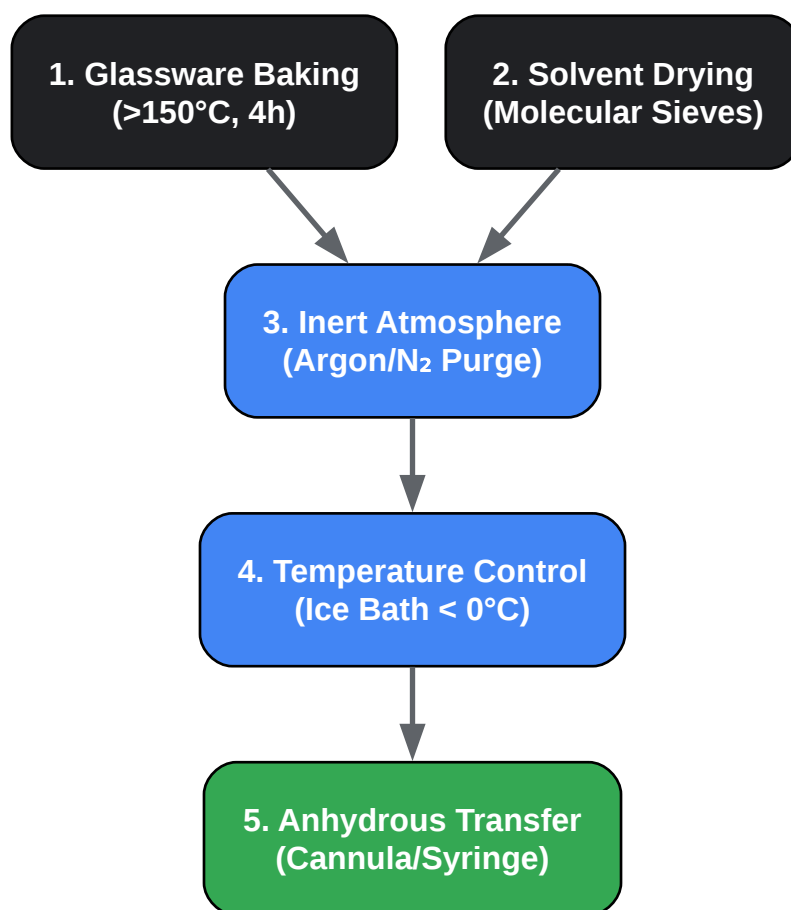 1. Glassware Baking
(>150°C, 4h)
2. Solvent Drying
(Molecular Sieves)
3. Inert Atmosphere
(Argon/N₂ Purge)
4. Temperature Control
(Ice Bath < 0°C)
5. Anhydrous Transfer
(Cannula/Syringe)